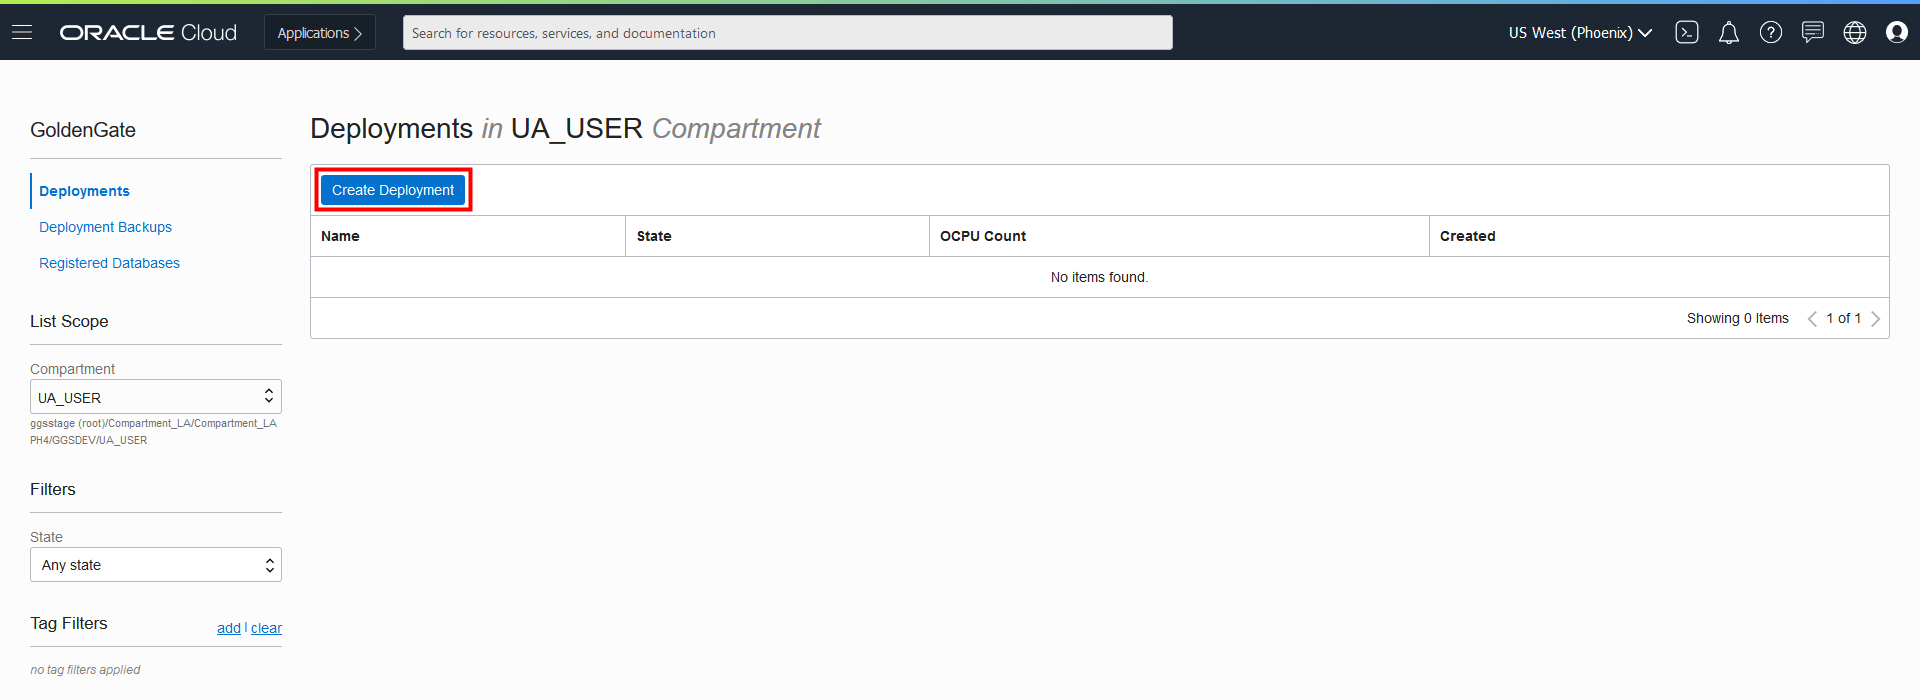 ORACLE Cloud
Applications
Search for resources, services, and documentation
US West (Phoenix)
GoldenGate
Deployments
Deployment Backups
Registered Databases
List Scope
Compartment
UA_USER
ggsstage (root)/Compartment_LA/Compartment_LA
PH4/GGSDEV/UA_USER
Filters
State
Any state
Tag Filters
add | clear
no tag filters applied
Deployments in UA_USER Compartment
Create Deployment
Name State OCPU Count Created
No items found.
Showing 0 Items 1 of 1